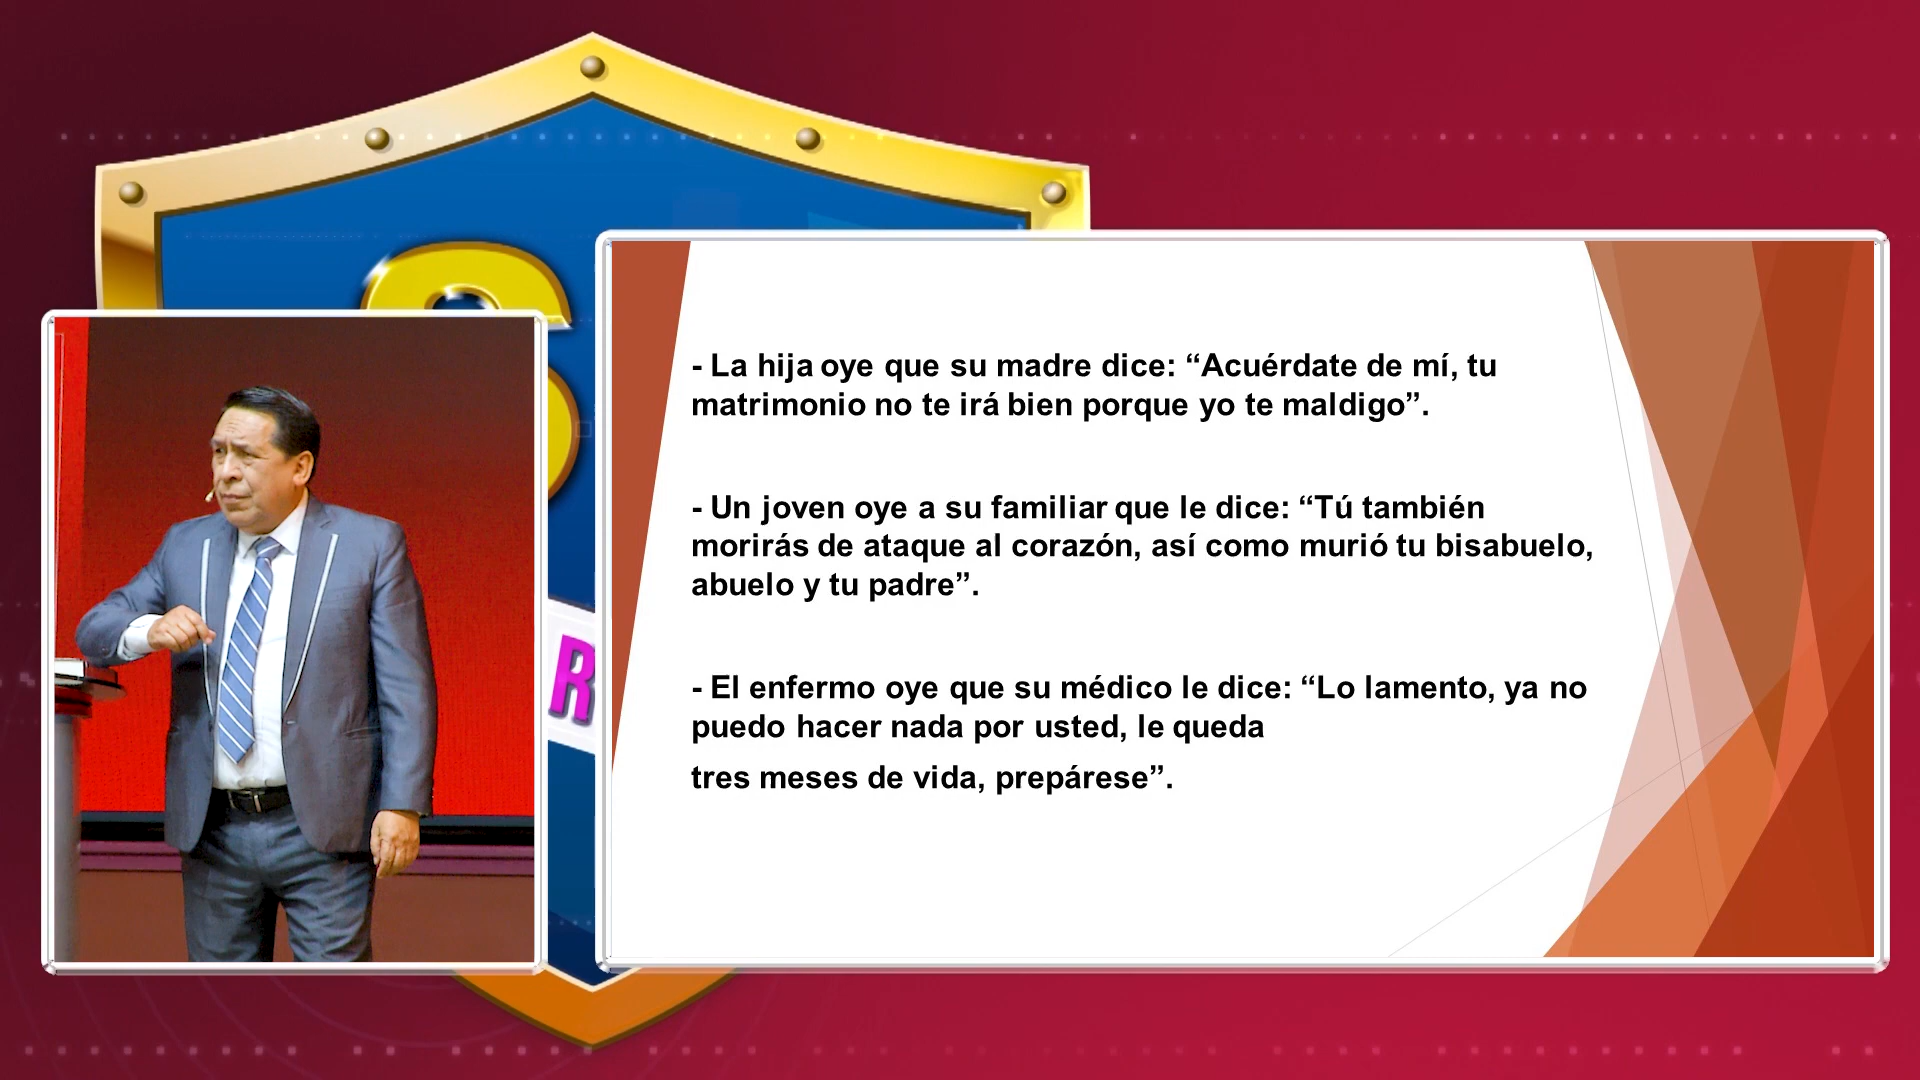 - La hija oye que su madre dice: “Acuérdate de mí, tu
matrimonio no te irá bien porque yo te maldigo”.
- Un joven oye a su familiar que le dice: “Tú también
morirás de ataque al corazón, así como murió tu bisabuelo,
abuelo y tu padre”.
- El enfermo oye que su médico le dice: “Lo lamento, ya no
puedo hacer nada por usted, le queda
tres meses de vida, prepárese”.